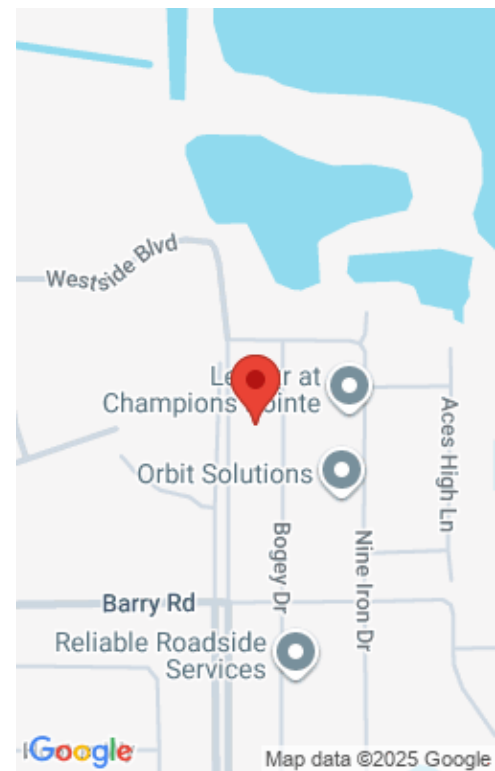 Westside Blvd
Champions Pointe
Orbit Solutions
Aces High Ln
Bogey Dr
Nine Iron Dr
Barry Rd
Reliable Roadside
Services
Google
Map data ©2025 Google